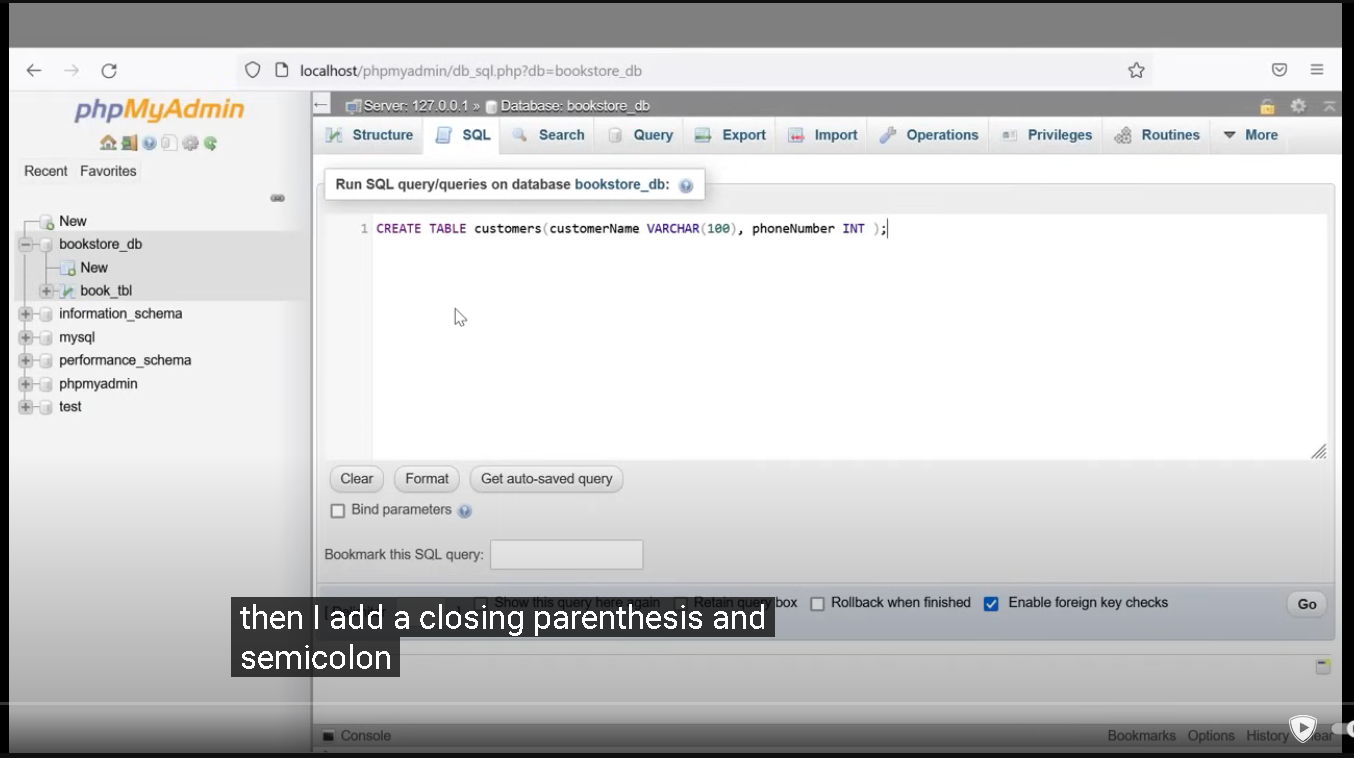 localhost/phpmyadmin/db_sql.php?db=bookstore_db
phpMyAdmin
Server: 127.0.0.1 » Database: bookstore_db
Structure SQL Search Query Export Import Operations Privileges Routines More
Recent Favorites
Run SQL query/queries on database bookstore_db:
New
bookstore_db
New
book_tbl
information_schema
mysql
performance_schema
phpmyadmin
test
1 CREATE TABLE customers(customerName VARCHAR(100), phoneNumber INT );
Clear Format Get auto-saved query
Bind parameters
Bookmark this SQL query:
Show this query here again Retain query box Rollback when finished Enable foreign key checks Go
then I add a closing parenthesis and
semicolon
Console Bookmarks Options History